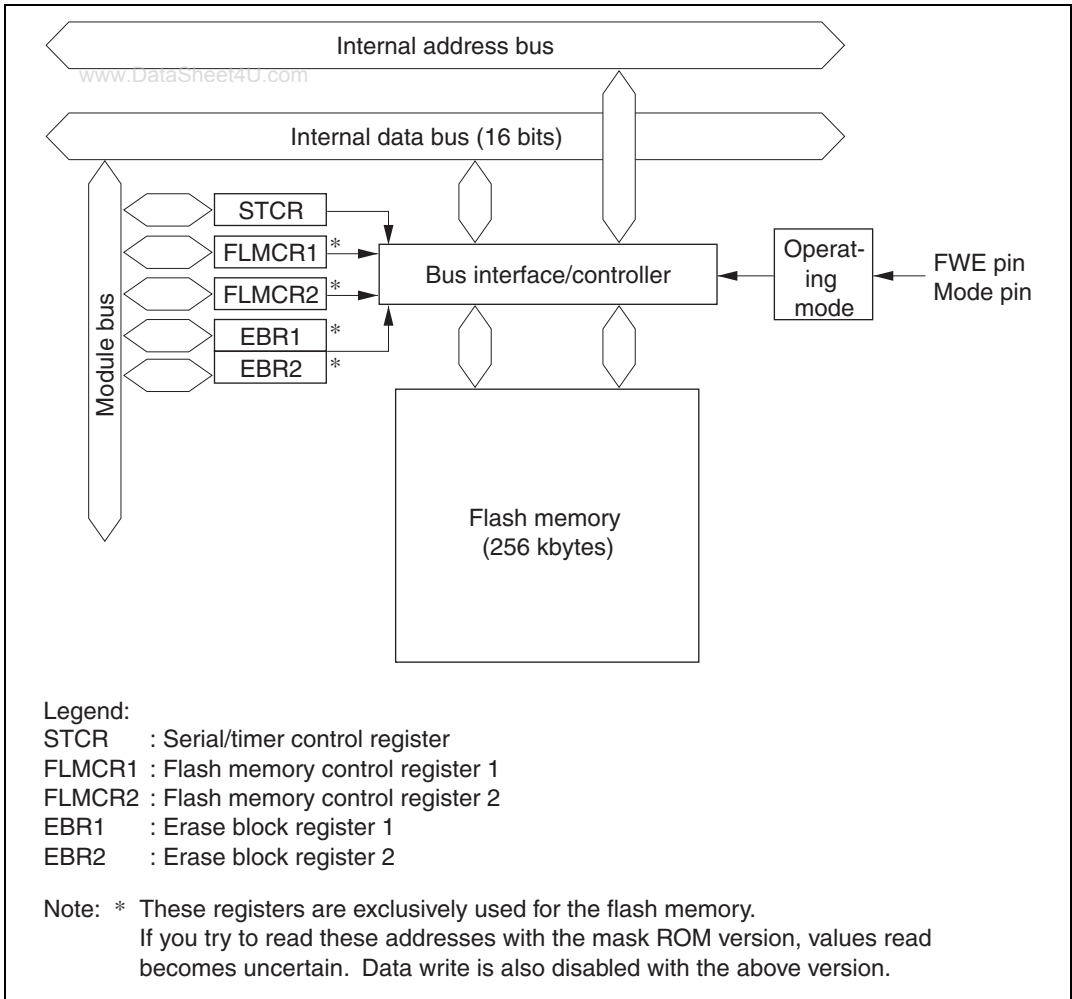 Internal address bus
www.DataSheet4U.com
Internal data bus (16 bits)
Module bus
STCR
FLMCR1 *
FLMCR2 *
EBR1 *
EBR2 *
Bus interface/controller
Operat-
ing
mode
FWE pin
Mode pin
Flash memory
(256 kbytes)
Legend:
STCR : Serial/timer control register
FLMCR1 : Flash memory control register 1
FLMCR2 : Flash memory control register 2
EBR1 : Erase block register 1
EBR2 : Erase block register 2
Note: * These registers are exclusively used for the flash memory.
If you try to read these addresses with the mask ROM version, values read
becomes uncertain. Data write is also disabled with the above version.